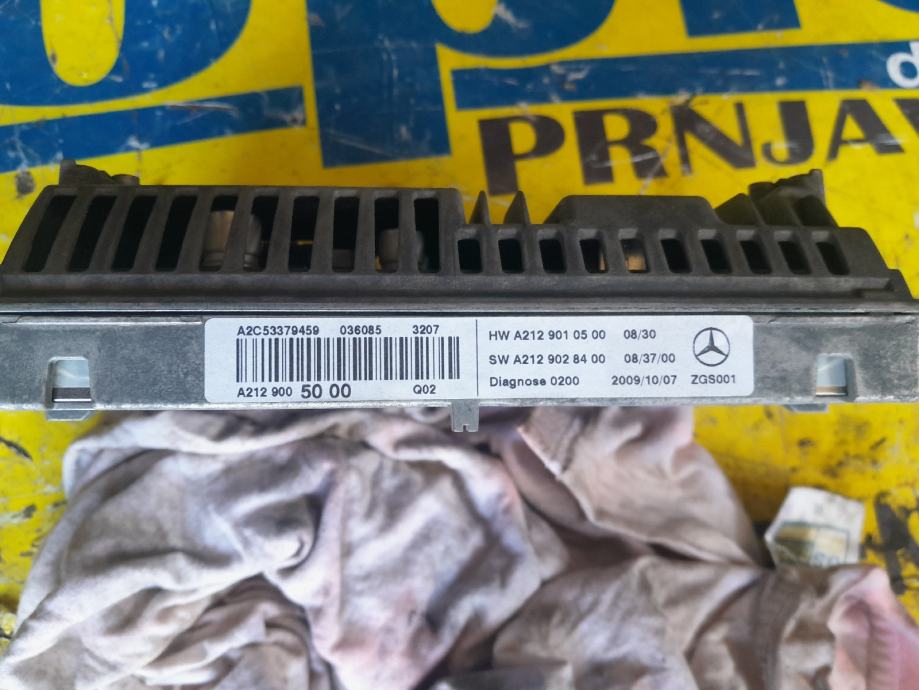 d
PRNJAV
A2C53379459 036085 3207
A212 900 50 00 Q02
HW A212 901 05 00 08/30
SW A212 902 84 00 08/37/00
Diagnose 0200 2009/10/07 ZGS001